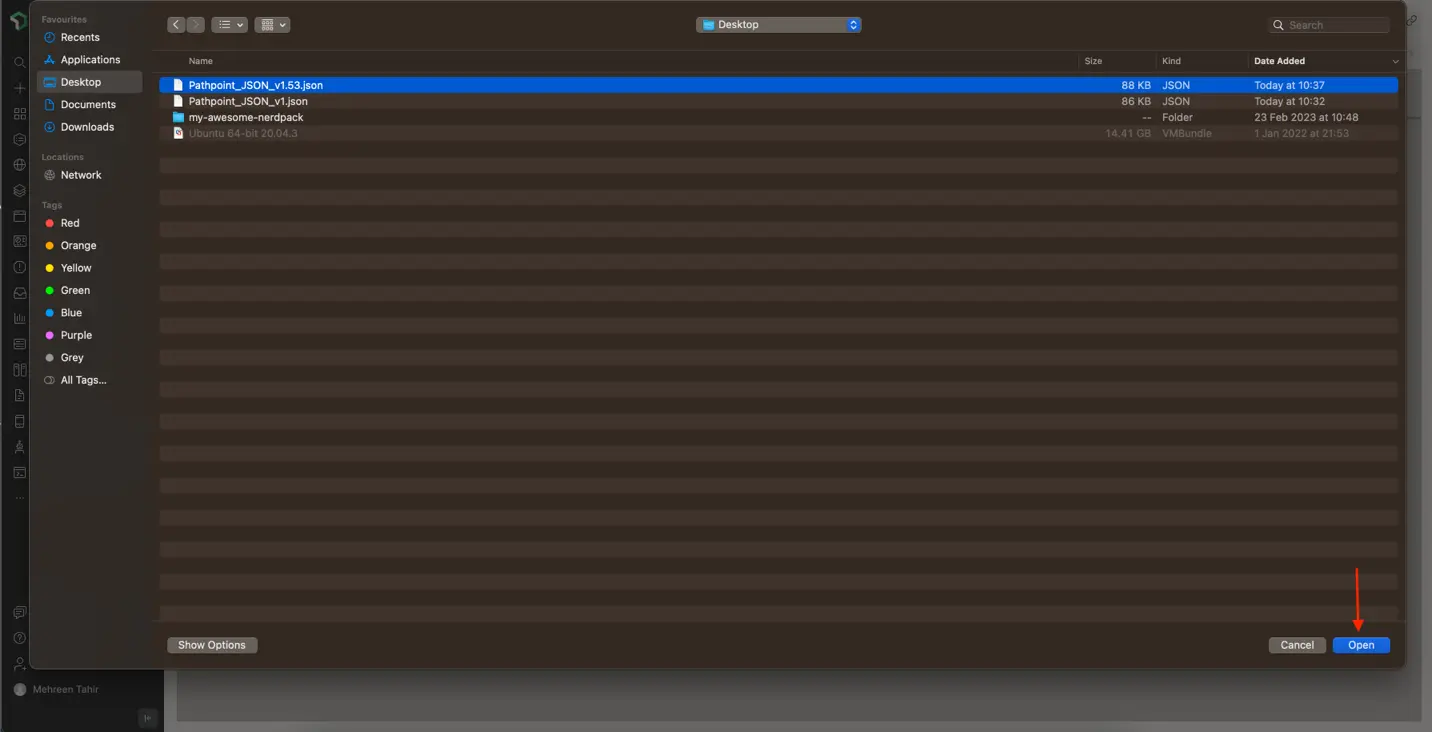 Favourites
Recents
Applications
Desktop
Documents
Downloads
Locations
Network
Tags
Red
Orange
Yellow
Green
Blue
Purple
Grey
All Tags...
Desktop
Search
Name Size Kind Date Added
Pathpoint_JSON_v1.53.json 88 KB JSON Today at 10:37
Pathpoint_JSON_v1.json 86 KB JSON Today at 10:32
my-awesome-nerdpack -- Folder 23 Feb 2023 at 10:48
Ubuntu 64-bit 20.04.3 14.41 GB VMBundle 1 Jan 2022 at 21:53
Show Options
Cancel Open
Mehreen Tahir